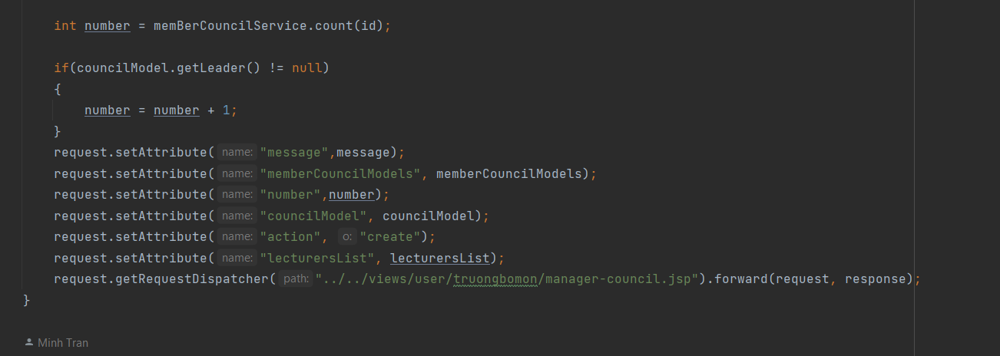 int number = memBerCouncilService.count(id);
if(councilModel.getLeader() != null)
{
number = number + 1;
}
request.setAttribute( name: "message",message);
request.setAttribute( name: "memberCouncilModels", memberCouncilModels);
request.setAttribute( name: "number",number);
request.setAttribute( name: "councilModel", councilModel);
request.setAttribute( name: "action", o: "create");
request.setAttribute( name: "lecturersList", lecturersList);
request.getRequestDispatcher( path: "../../views/user/truongbomon/manager-council.jsp").forward(request, response);
}
Minh Tran